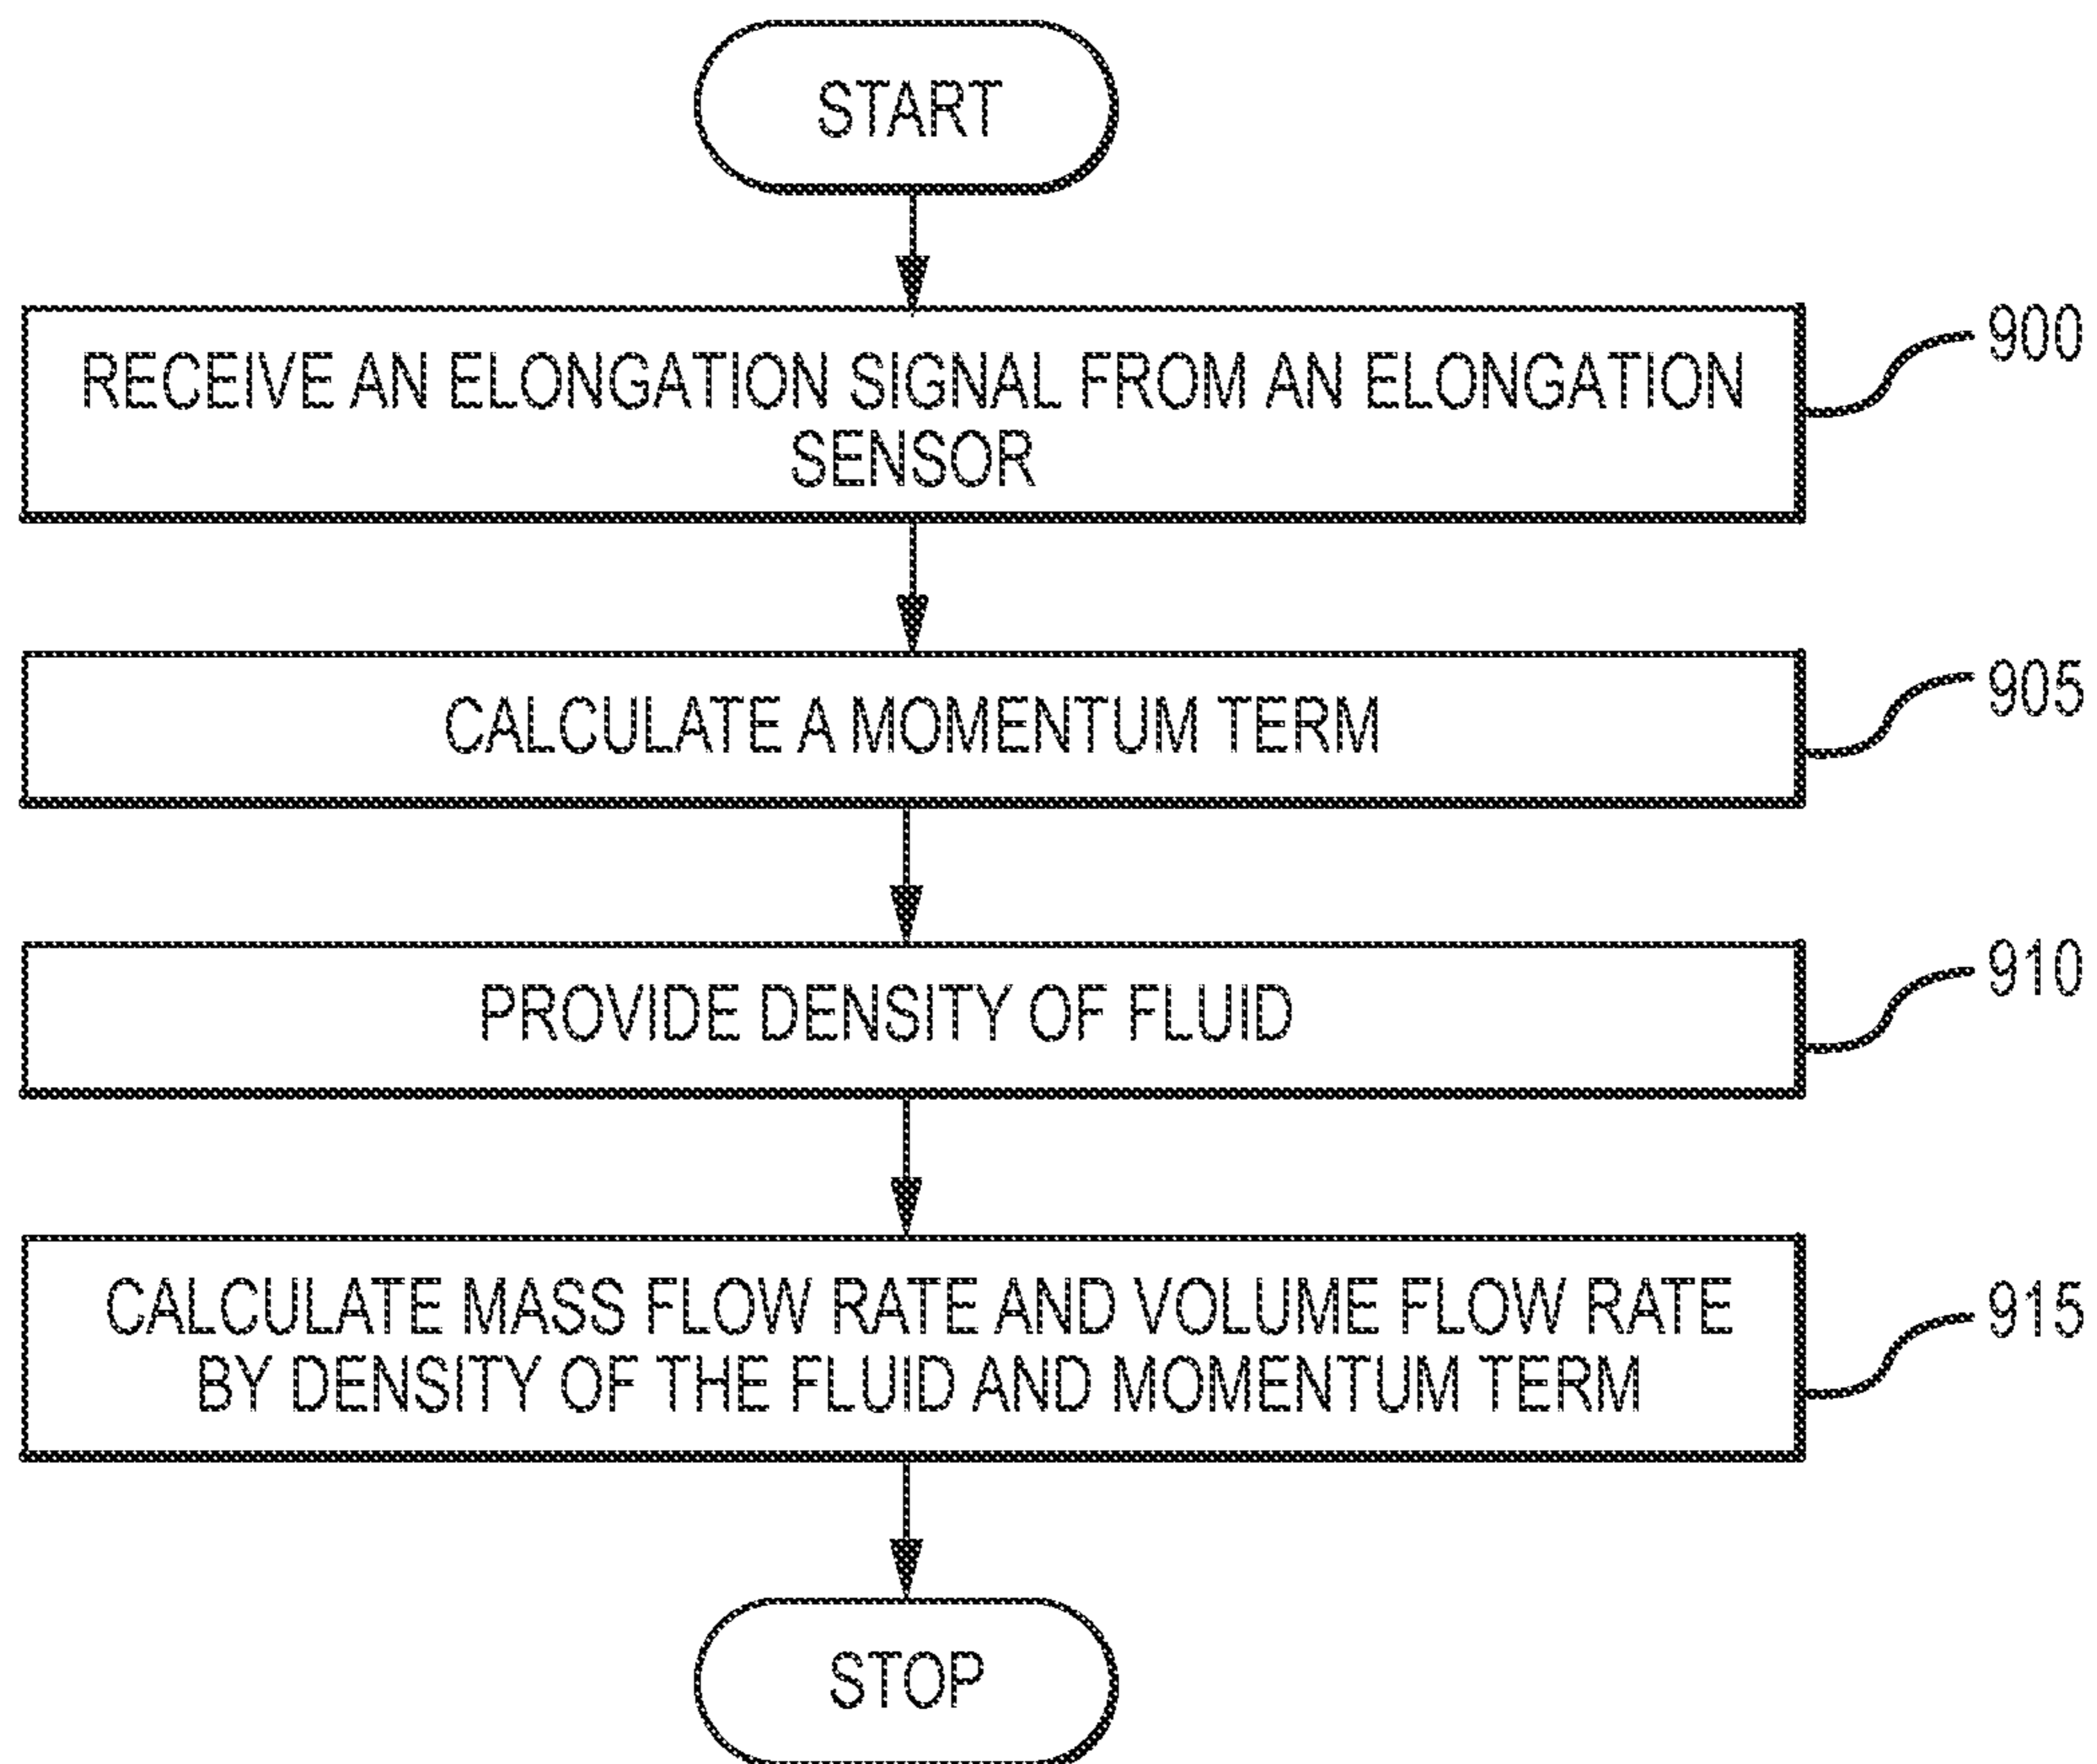 START
RECEIVE AN ELONGATION SIGNAL FROM AN ELONGATION
SENSOR
900
CALCULATE A MOMENTUM TERM
905
PROVIDE DENSITY OF FLUID
910
CALCULATE MASS FLOW RATE AND VOLUME FLOW RATE
BY DENSITY OF THE FLUID AND MOMENTUM TERM
915
STOP